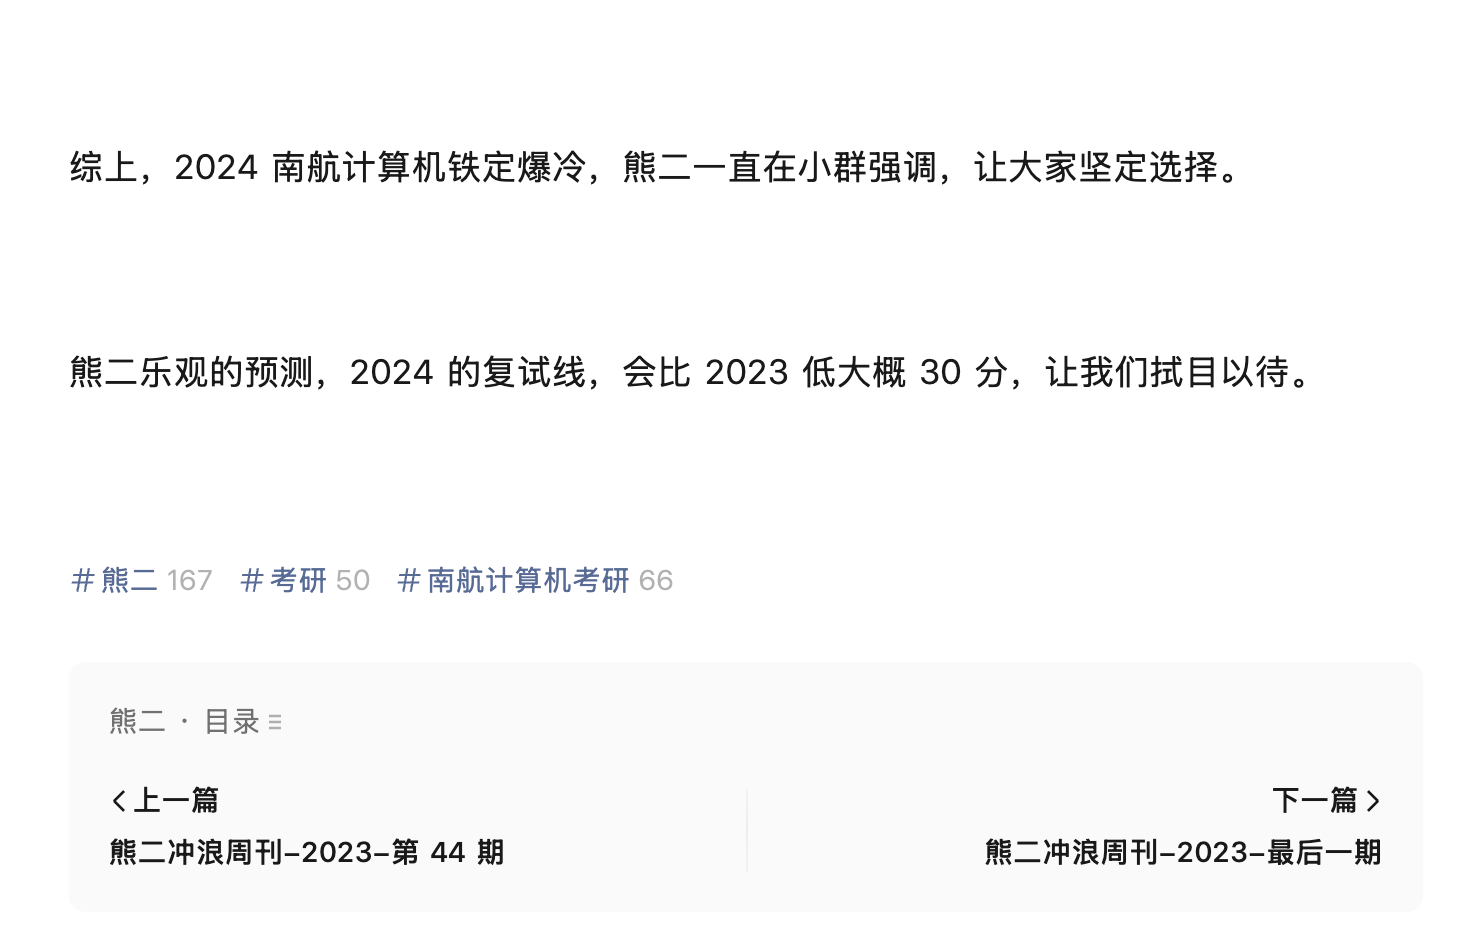 综上，2024 南航计算机铁定爆冷，熊二一直在小群强调，让大家坚定选择。
熊二乐观的预测，2024 的复试线，会比 2023 低大概 30 分，让我们拭目以待。
#熊二 167 #考研 50 #南航计算机考研 66
熊二 · 目录
上一篇
下一篇
熊二冲浪周刊-2023-第 44 期
熊二冲浪周刊-2023-最后一期